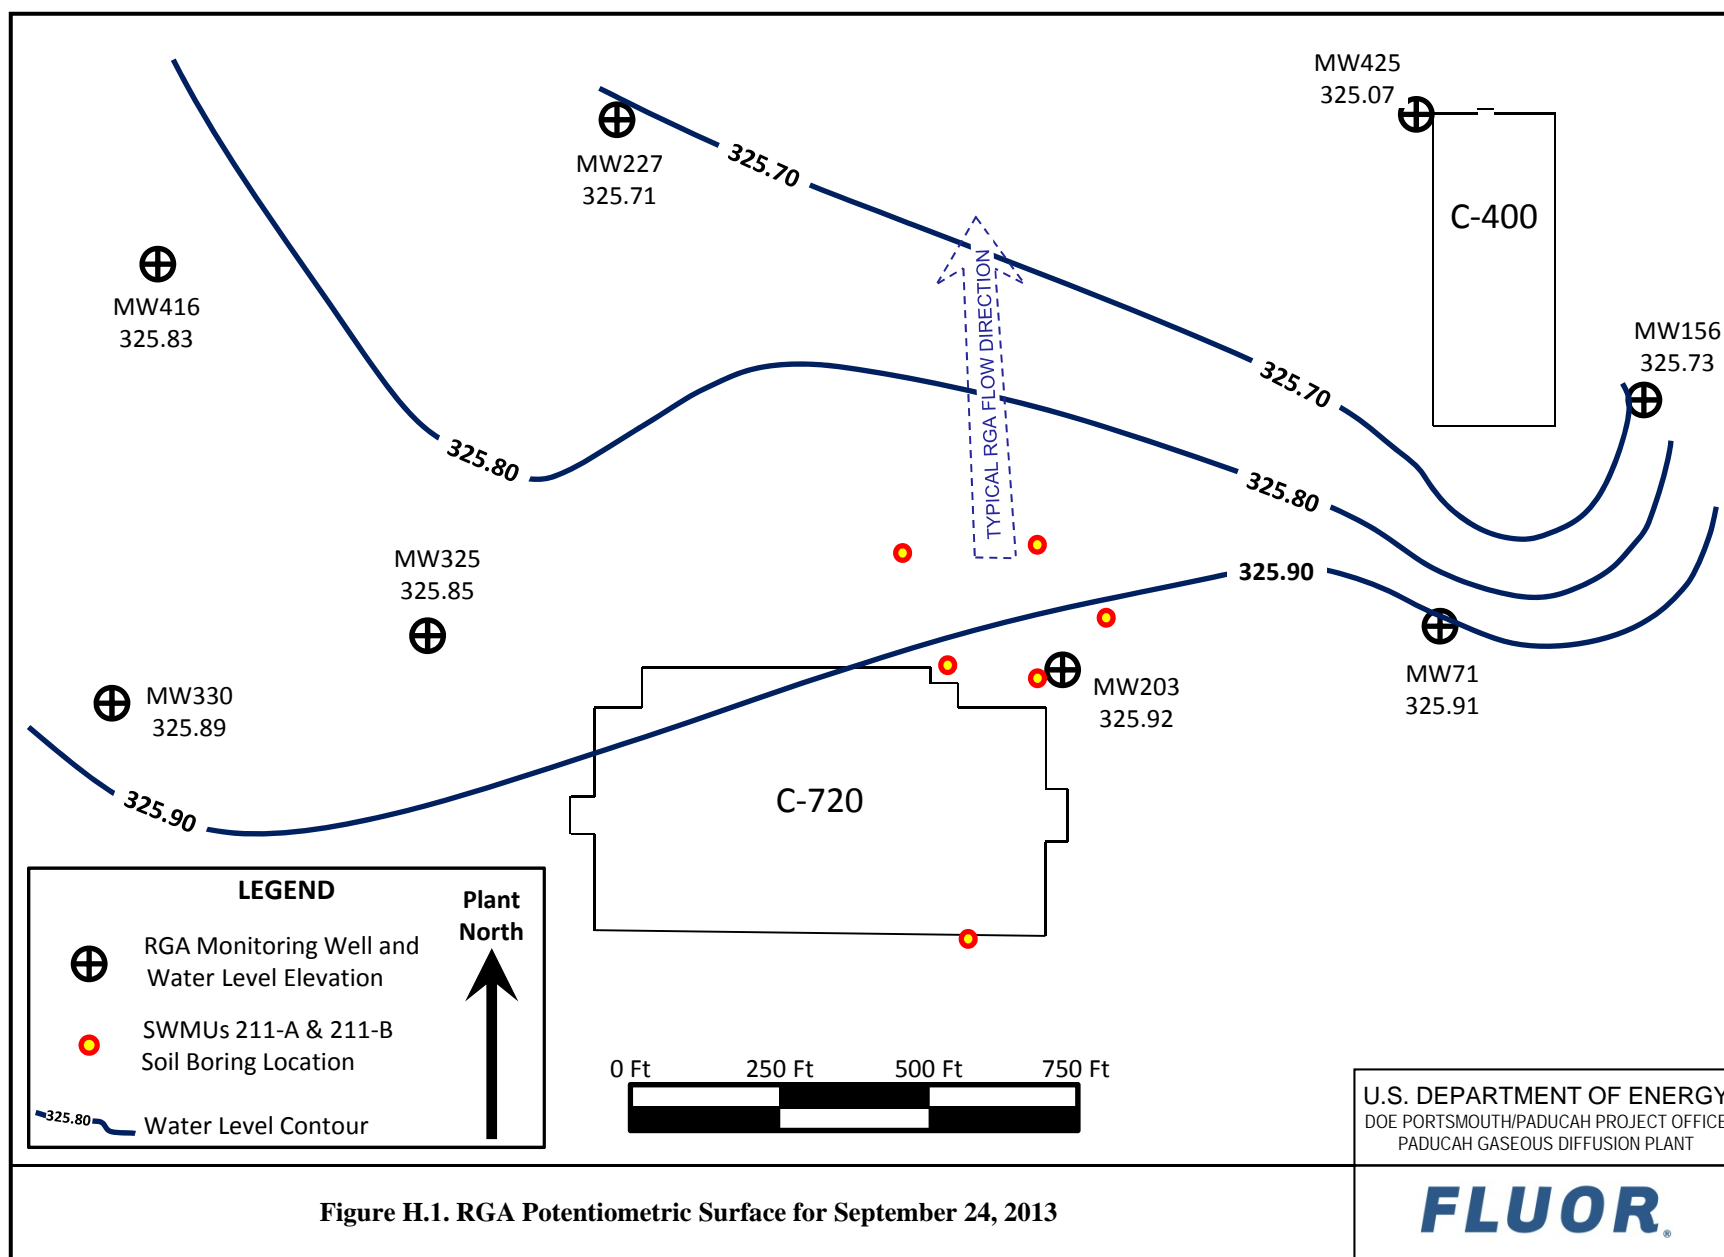 MW425
325.07
MW227
325.71
325.70
C-400
MW416
325.83
TYPICAL RGA FLOW DIRECTION
MW156
325.73
325.70
325.80
325.80
MW325
325.85
325.90
MW330
325.89
MW203
325.92
MW71
325.91
325.90
C-720
LEGEND
Plant
North
RGA Monitoring Well and
Water Level Elevation
SWMUs 211-A & 211-B
Soil Boring Location
325.80
Water Level Contour
0 Ft 250 Ft 500 Ft 750 Ft
U.S. DEPARTMENT OF ENERGY
DOE PORTSMOUTH/PADUCAH PROJECT OFFICE
PADUCAH GASEOUS DIFFUSION PLANT
Figure H.1. RGA Potentiometric Surface for September 24, 2013
FLUOR®